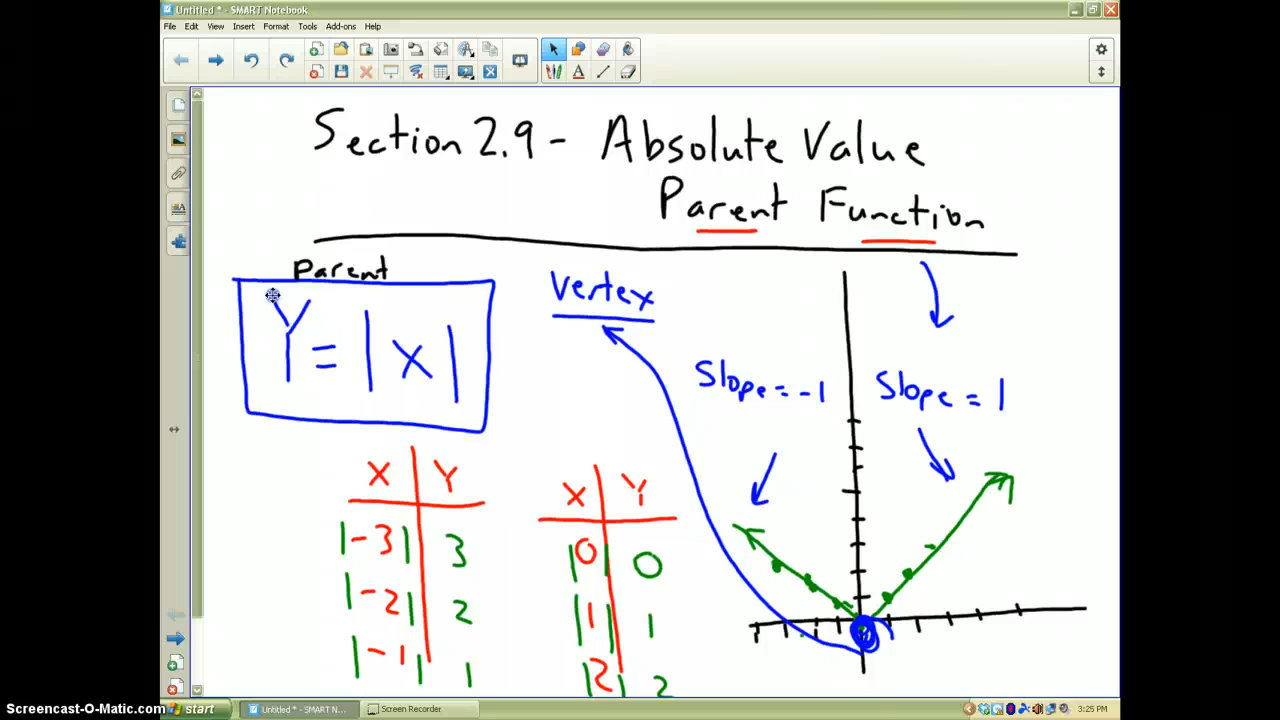 Untitled * - SMART Notebook
File Edit View Insert Format Tools Add-ons Help
Section 2.9 - Absolute Value
Parent Function
Parent
Y = |x|
Vertex
Slope = -1
Slope = 1
X Y
|-3| 3
|-2| 2
|-1| 1
X Y
|0| 0
|1| 1
|2| 2
Screencast-O-Matic.com
start
Untitled * - SMART N...
Screen Recorder
3:25 PM